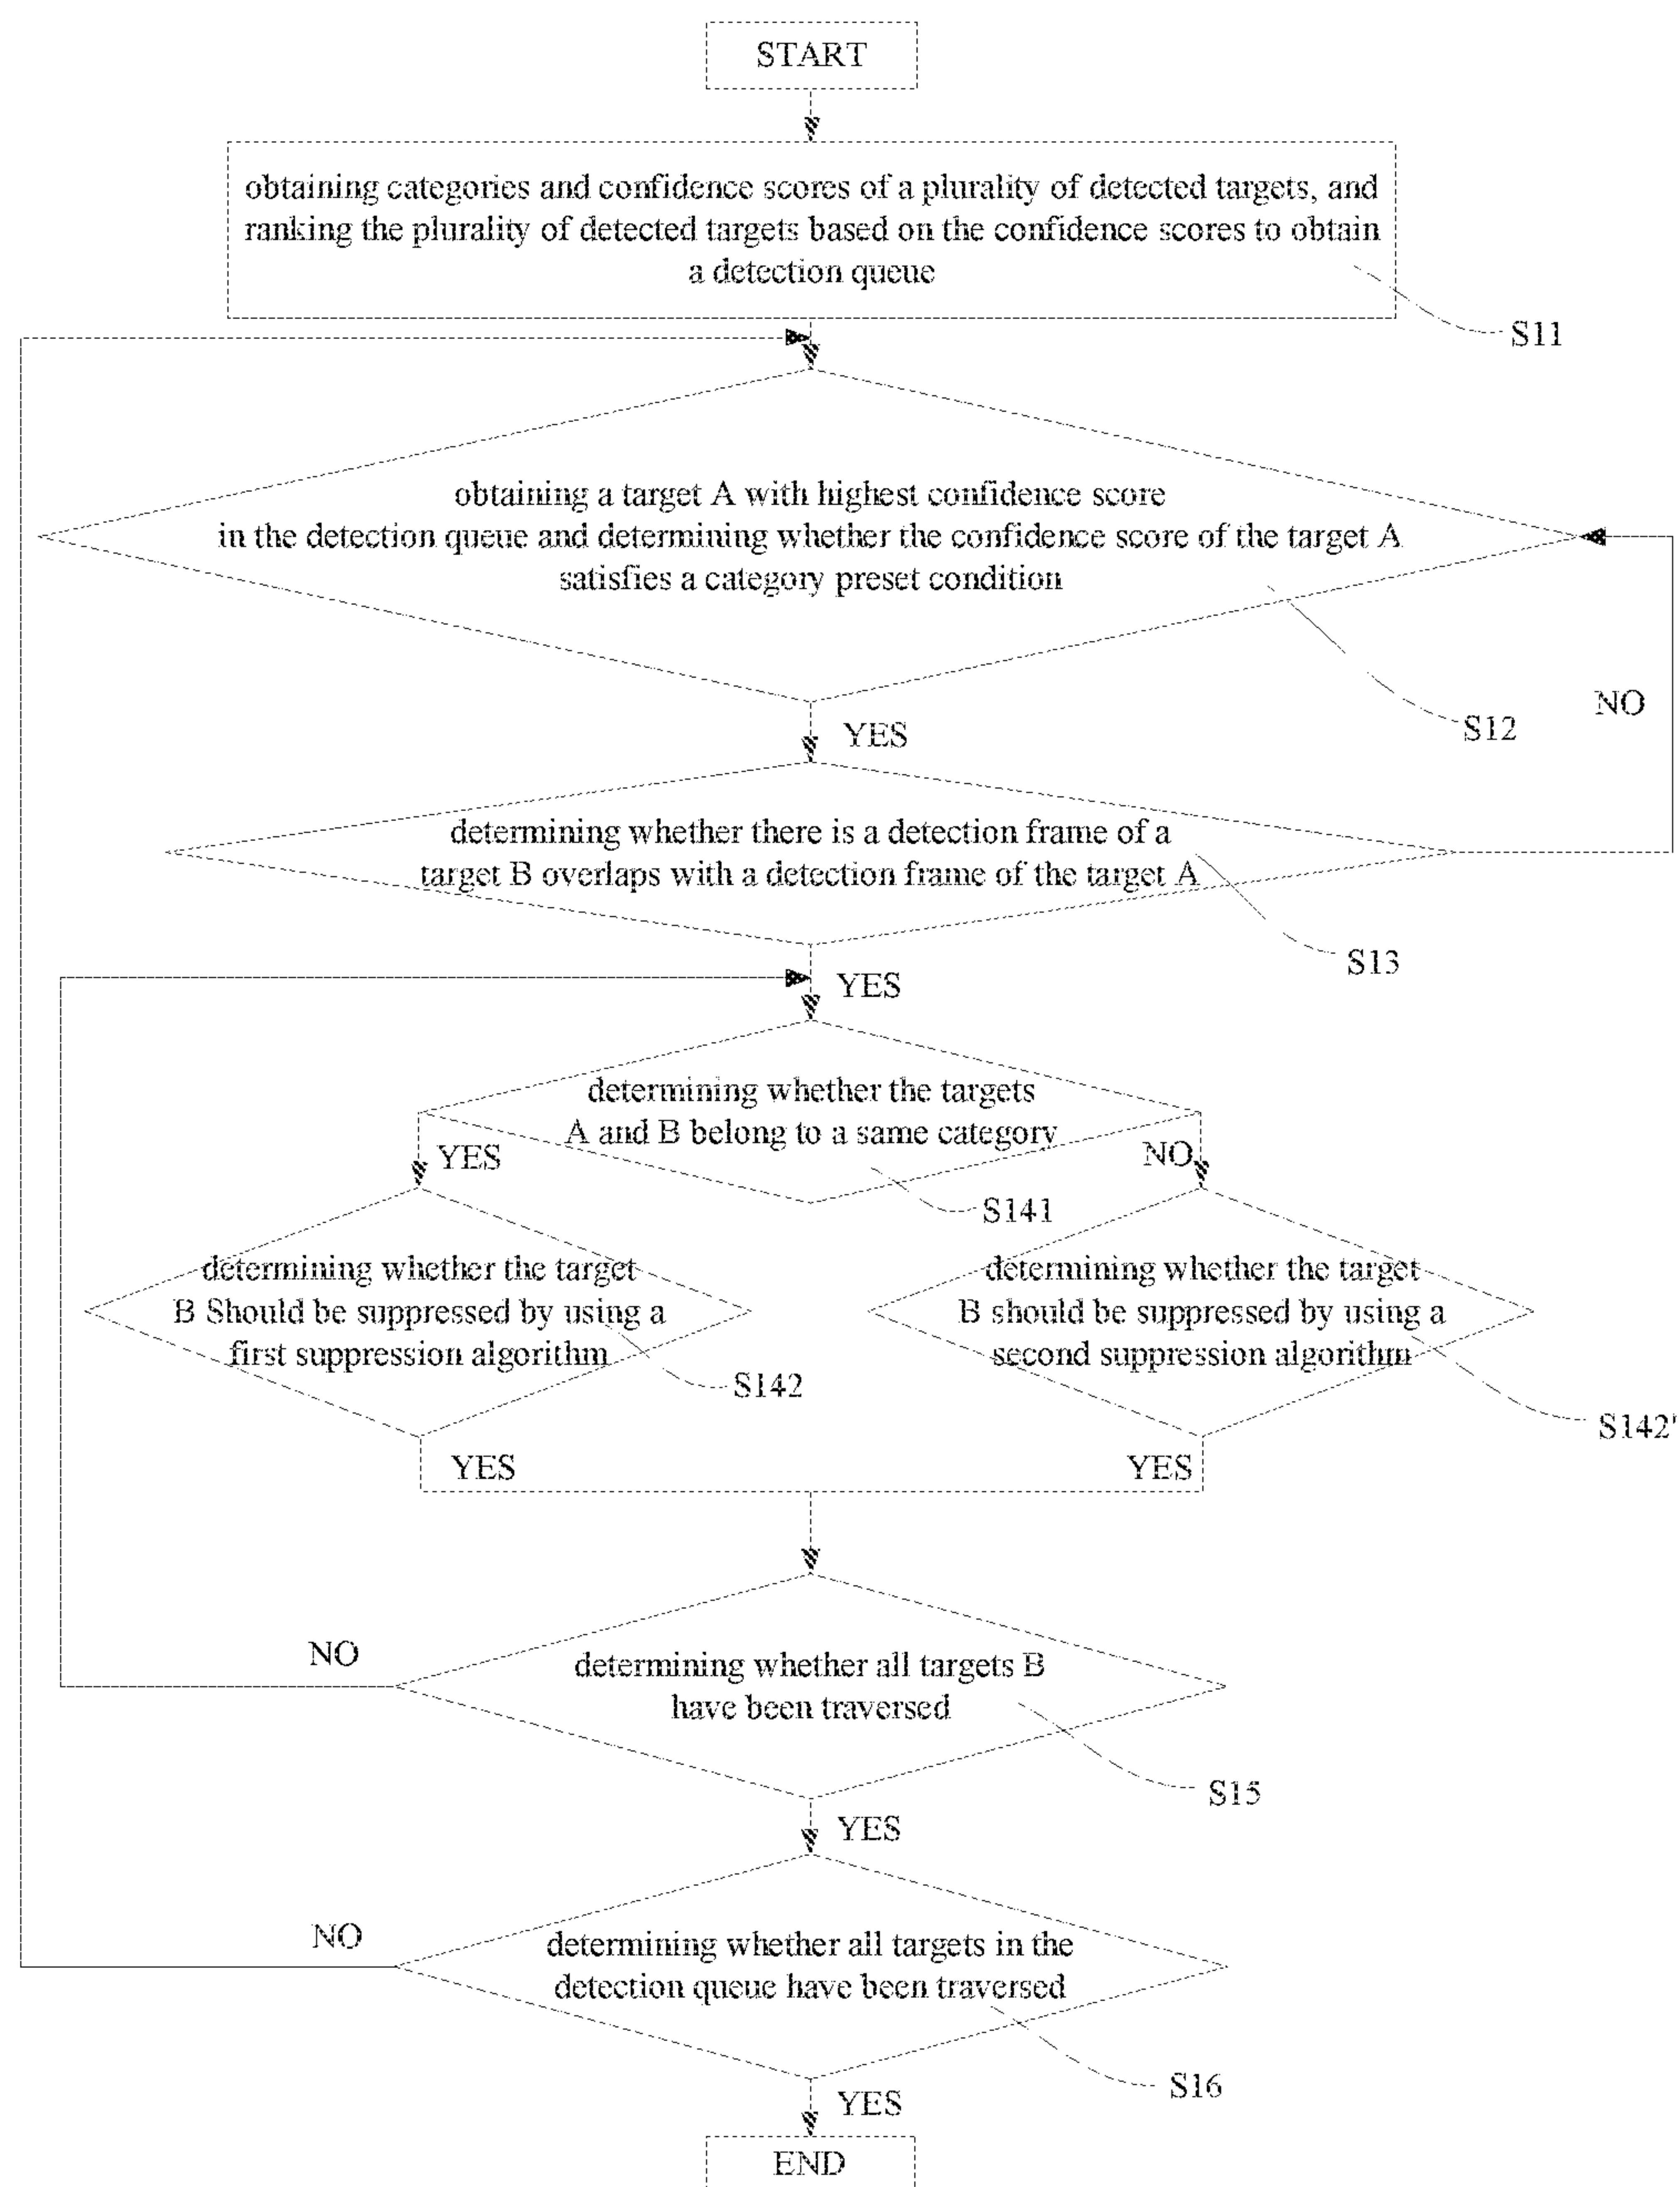 START
obtaining categories and confidence scores of a plurality of detected targets, and
ranking the plurality of detected targets based on the confidence scores to obtain
a detection queue
S11
obtaining a target A with highest confidence score
in the detection queue and determining whether the confidence score of the target A
satisfies a category preset condition
S12
NO
YES
determining whether there is a detection frame of a
target B overlaps with a detection frame of the target A
S13
YES
determining whether the targets
A and B belong to a same category
YES
NO
S141
determining whether the target
B Should be suppressed by using a
first suppression algorithm
S142
determining whether the target
B should be suppressed by using a
second suppression algorithm
S142'
YES
YES
NO
determining whether all targets B
have been traversed
S15
YES
NO
determining whether all targets in the
detection queue have been traversed
S16
YES
END